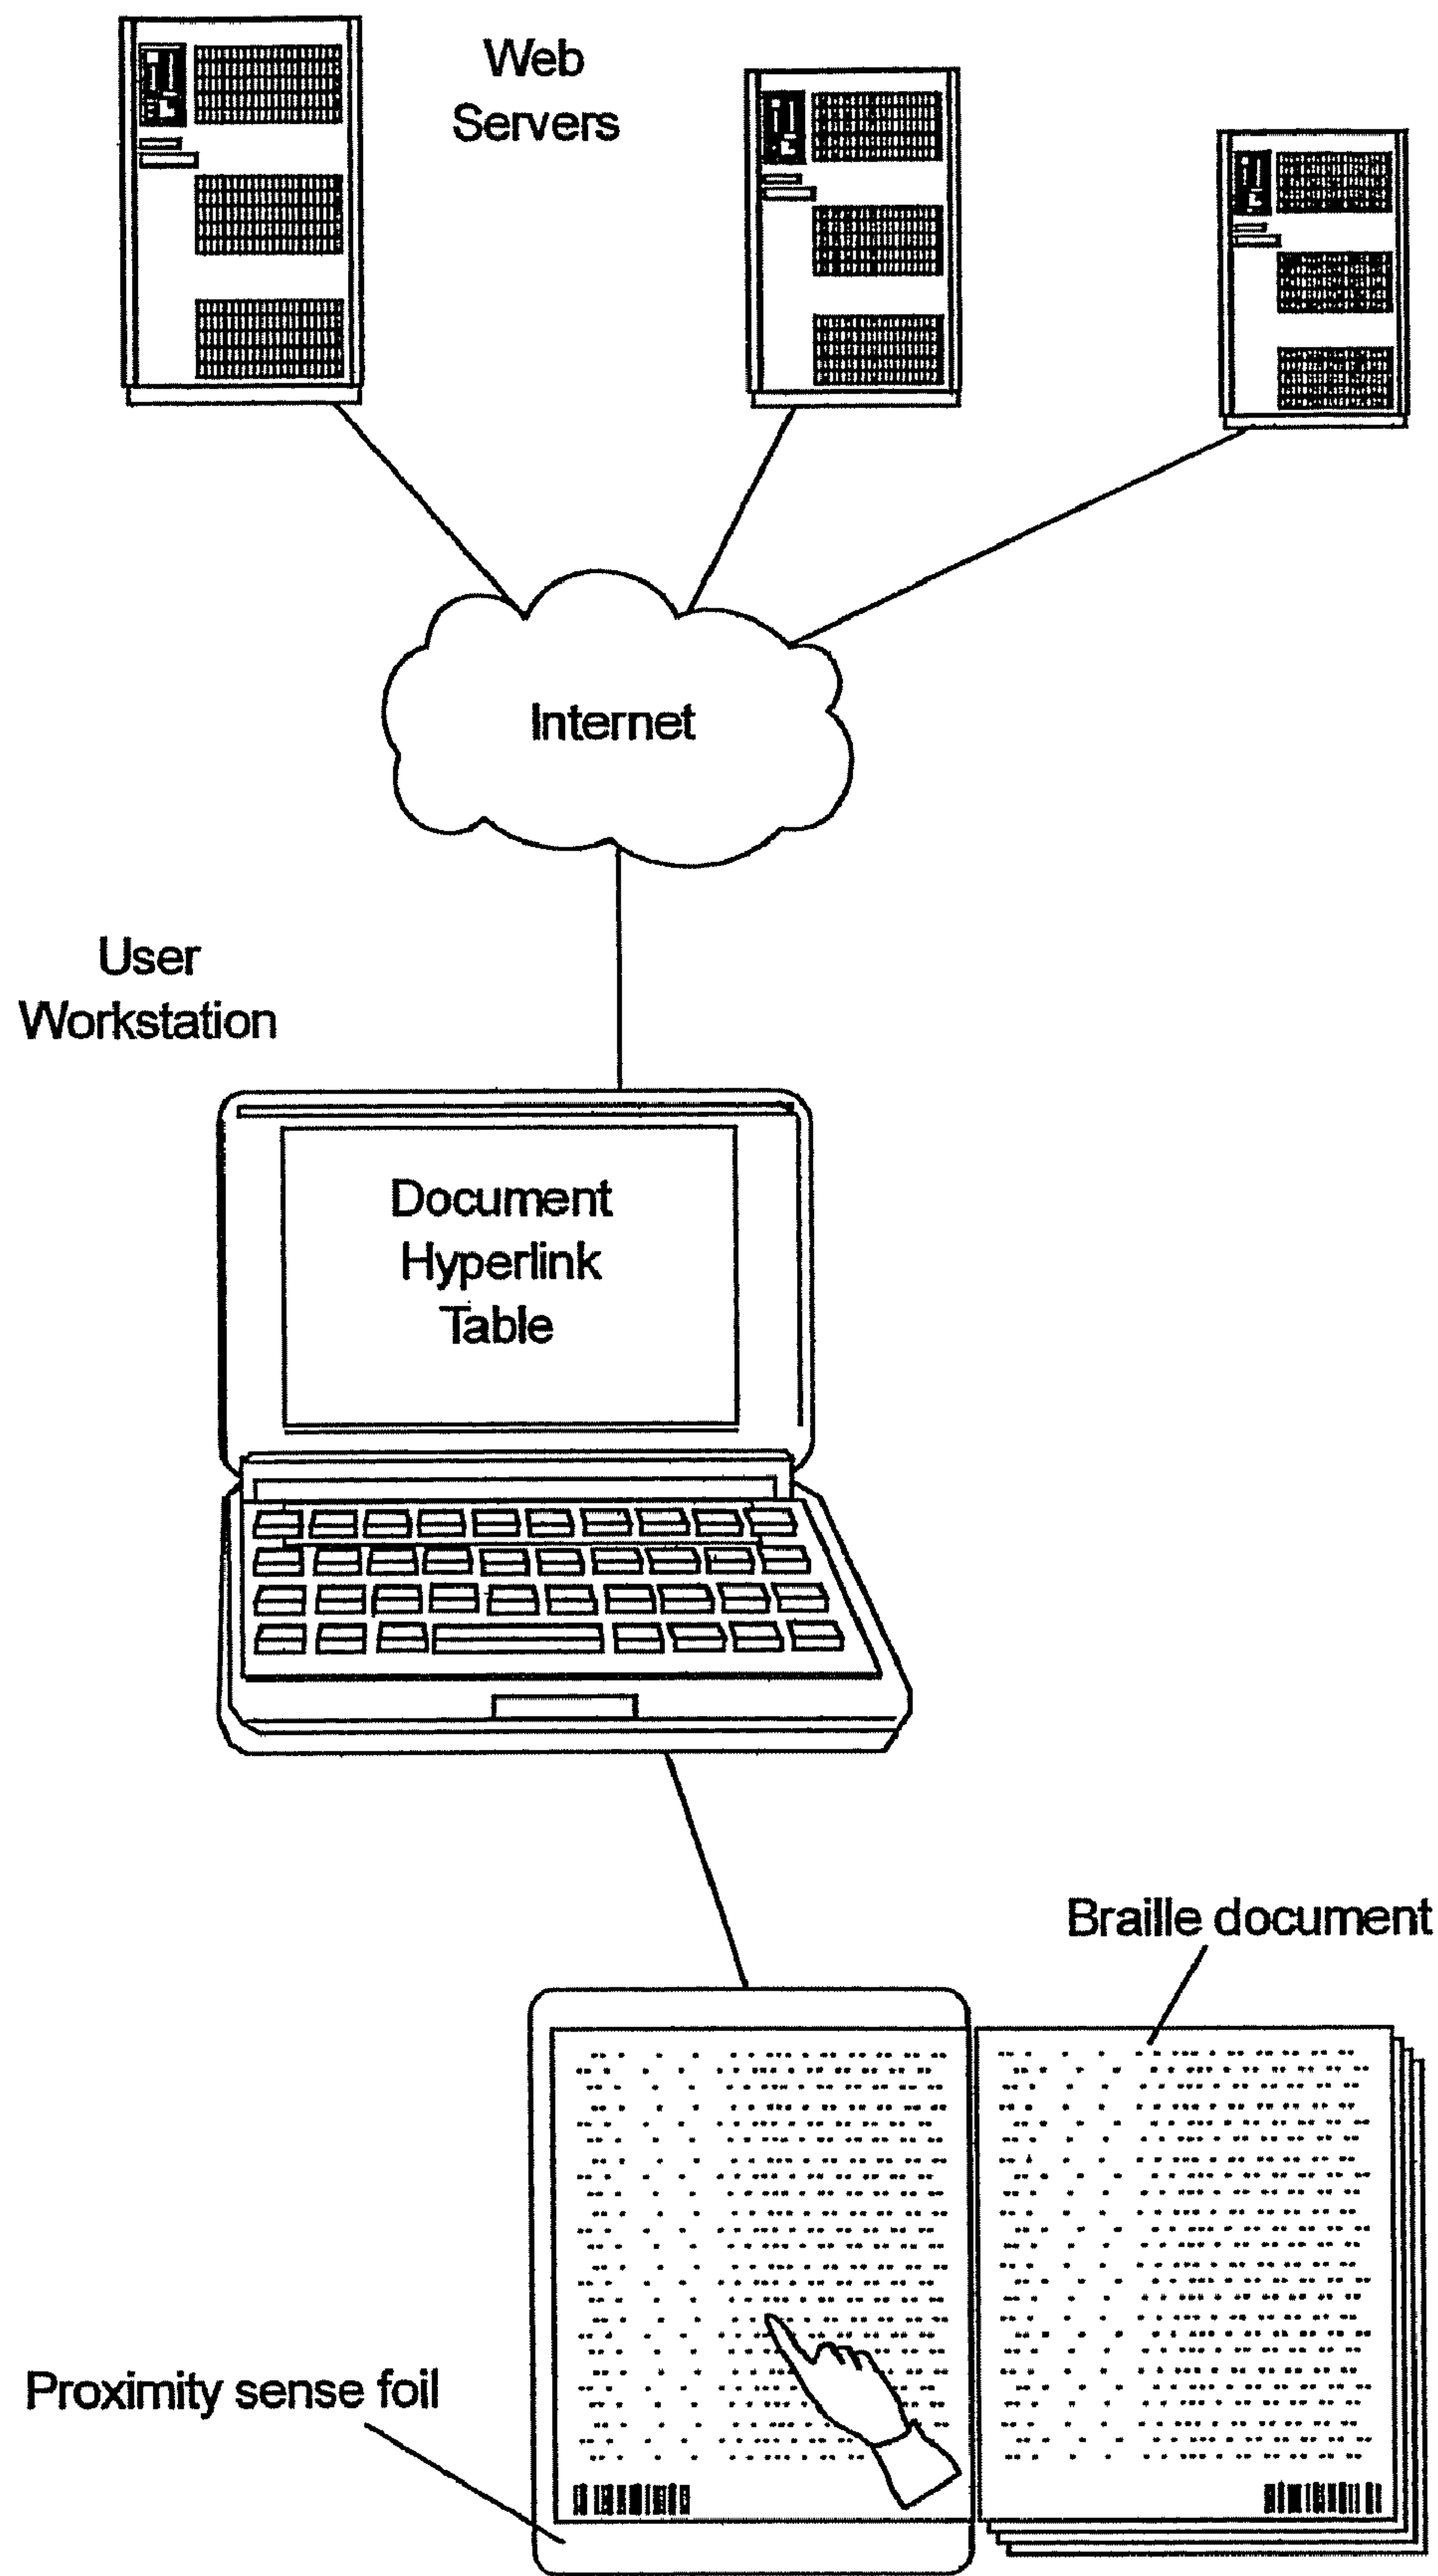 Web
Servers
Internet
User
Workstation
Document
Hyperlink
Table
Braille document
Proximity sense foil